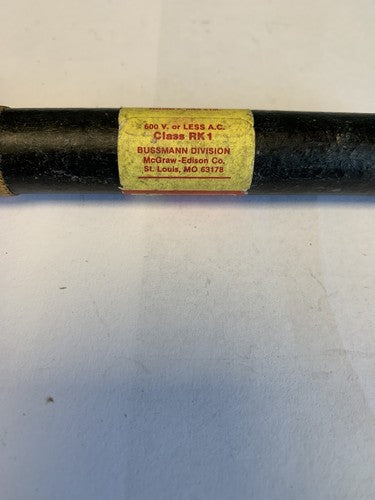 600 V. or LESS A.C.
Class RK1
BUSSMANN DIVISION
McGraw-Edison Co.
St. Louis, MO 63178